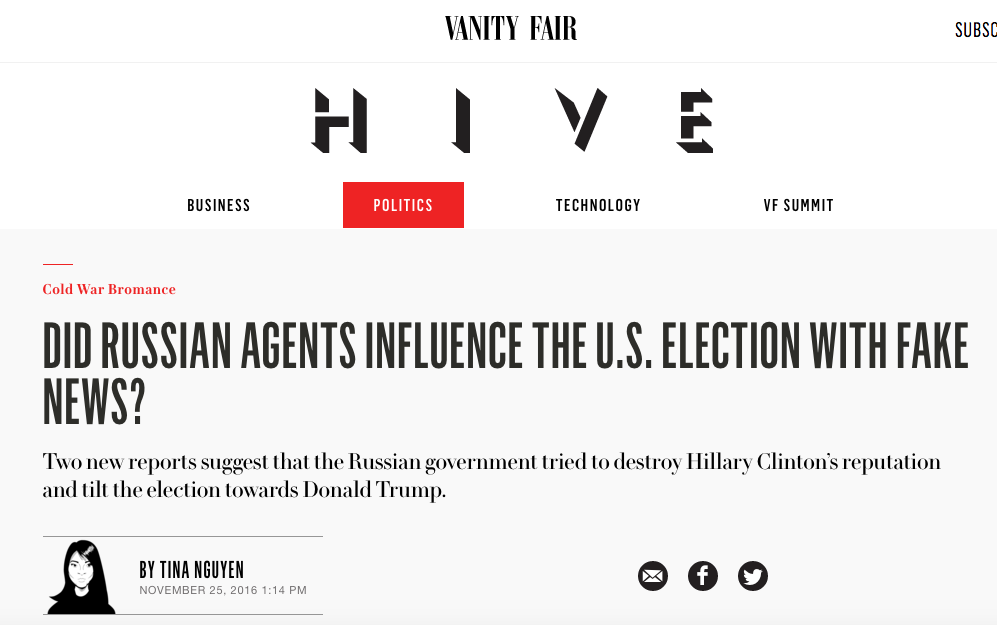 VANITY FAIR
SUBSC
HIVE
BUSINESS POLITICS TECHNOLOGY VF SUMMIT
Cold War Bromance
DID RUSSIAN AGENTS INFLUENCE THE U.S. ELECTION WITH FAKE
NEWS?
Two new reports suggest that the Russian government tried to destroy Hillary Clinton’s reputation
and tilt the election towards Donald Trump.
BY TINA NGUYEN
NOVEMBER 25, 2016 1:14 PM